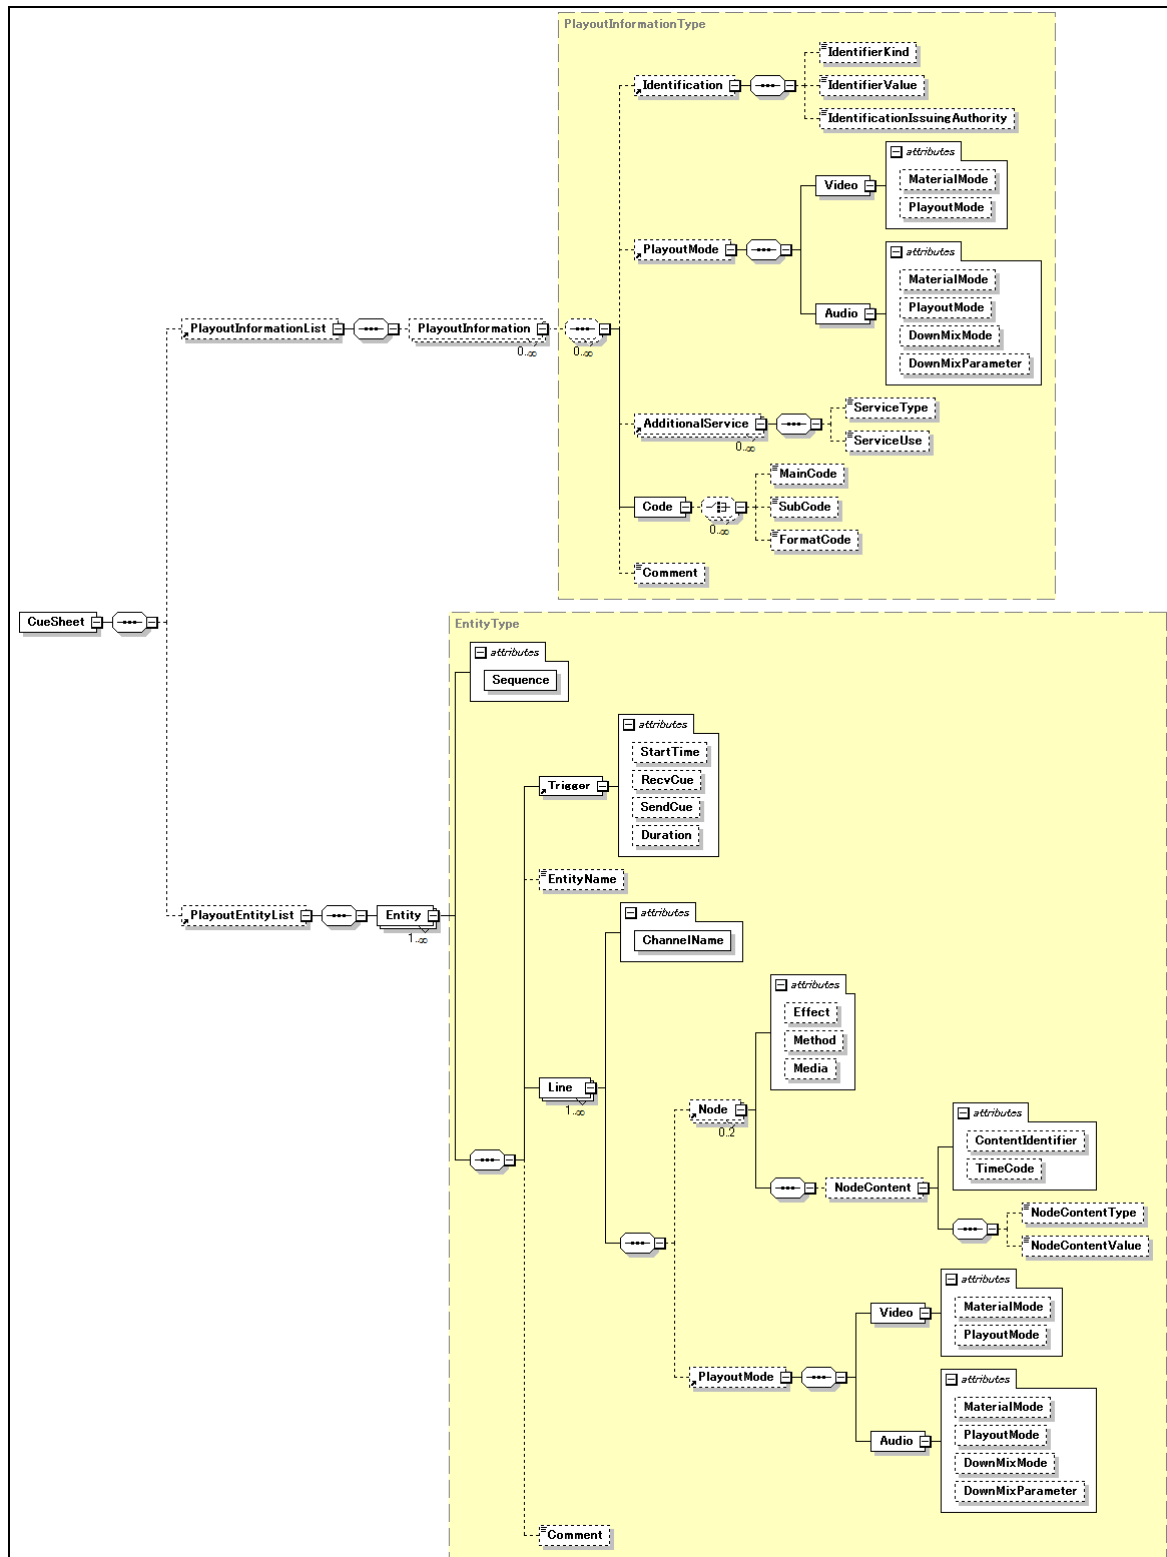 PlayoutInformationType
IdentifierKind
Identification
IdentifierValue
IdentificationIssuingAuthority
attributes
MaterialMode
Video
PlayoutMode
PlayoutMode
attributes
MaterialMode
PlayoutMode
Audio
DownMixMode
DownMixParameter
PlayoutInformationList
PlayoutInformation
0..∞
0..∞
ServiceType
AdditionalService
0..∞
ServiceUse
MainCode
Code
SubCode
0..∞
FormatCode
Comment
CueSheet
EntityType
attributes
Sequence
attributes
StartTime
Trigger
RecvCue
SendCue
Duration
EntityName
PlayoutEntityList
Entity
1..∞
attributes
ChannelName
attributes
Effect
Method
Media
Line
1..∞
Node
0..2
attributes
ContentIdentifier
TimeCode
NodeContent
NodeContentType
NodeContentValue
attributes
MaterialMode
Video
PlayoutMode
PlayoutMode
attributes
MaterialMode
PlayoutMode
Audio
DownMixMode
DownMixParameter
Comment